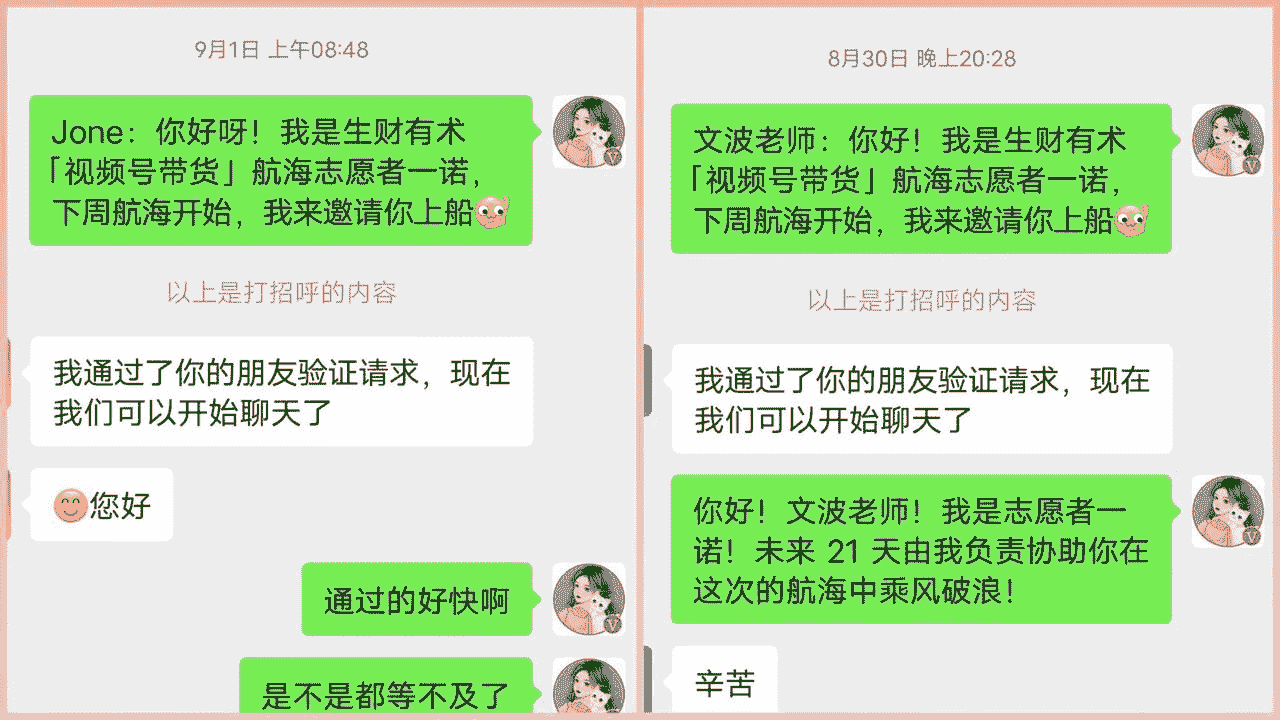 9月1日 上午08:48
Jone：你好呀！我是生财有术
「视频号带货」航海志愿者一诺，
下周航海开始，我来邀请你上船
以上是打招呼的内容
我通过了你的朋友验证请求，现在
我们可以开始聊天了
您好
通过的好快啊
是不是都等不及了
8月30日 晚上20:28
文波老师：你好！我是生财有术
「视频号带货」航海志愿者一诺，
下周航海开始，我来邀请你上船
以上是打招呼的内容
我通过了你的朋友验证请求，现在
我们可以开始聊天了
你好！文波老师！我是志愿者一
诺！未来 21 天由我负责协助你在
这次的航海中乘风破浪！
辛苦